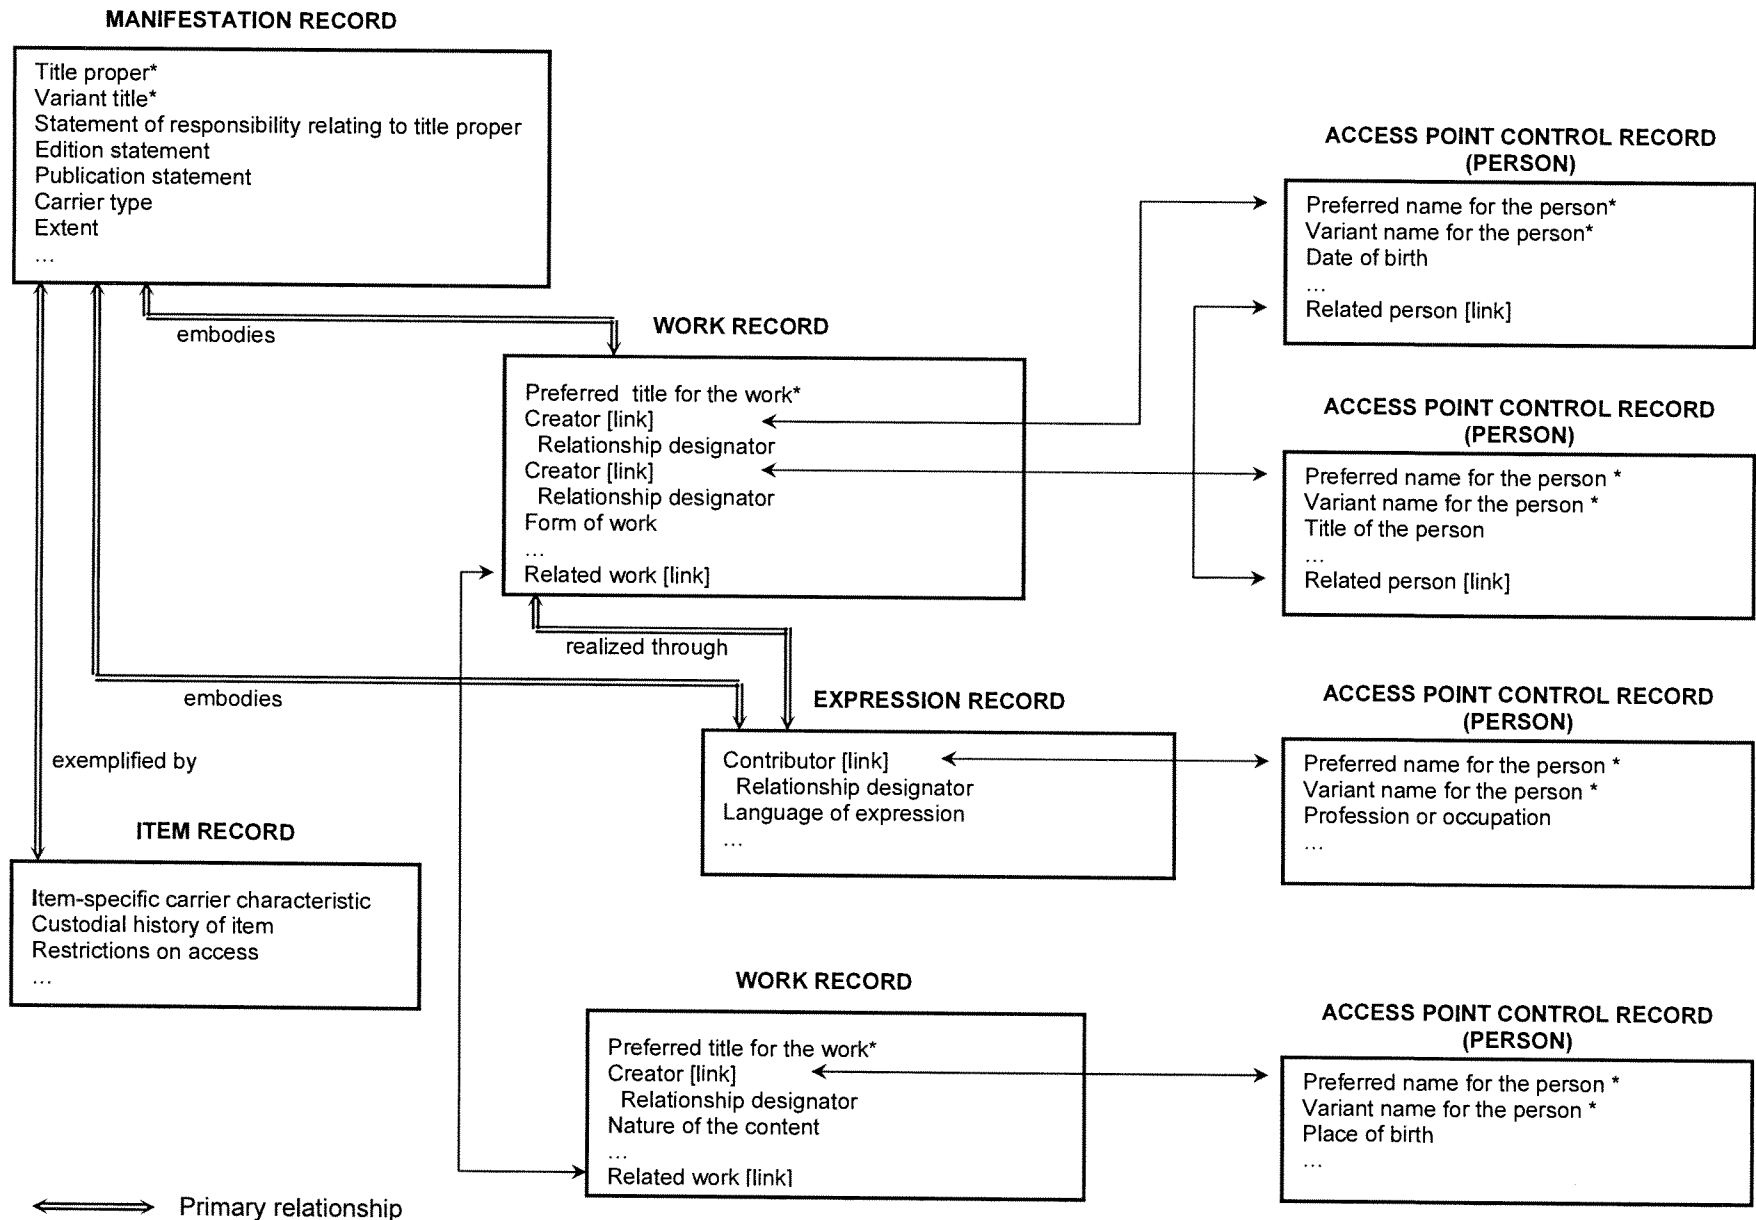 MANIFESTATION RECORD
Title proper*
Variant title*
Statement of responsibility relating to title proper
Edition statement
Publication statement
Carrier type
Extent
…
embodies
WORK RECORD
Preferred title for the work*
Creator [link]
Relationship designator
Creator [link]
Relationship designator
Form of work
…
Related work [link]
realized through
embodies
exemplified by
EXPRESSION RECORD
Contributor [link]
Relationship designator
Language of expression
…
ITEM RECORD
Item-specific carrier characteristic
Custodial history of item
Restrictions on access
…
WORK RECORD
Preferred title for the work*
Creator [link]
Relationship designator
Nature of the content
…
Related work [link]
ACCESS POINT CONTROL RECORD
(PERSON)
Preferred name for the person*
Variant name for the person*
Date of birth
…
Related person [link]
ACCESS POINT CONTROL RECORD
(PERSON)
Preferred name for the person *
Variant name for the person *
Title of the person
…
Related person [link]
ACCESS POINT CONTROL RECORD
(PERSON)
Preferred name for the person *
Variant name for the person *
Profession or occupation
…
ACCESS POINT CONTROL RECORD
(PERSON)
Preferred name for the person *
Variant name for the person *
Place of birth
…
Primary relationship